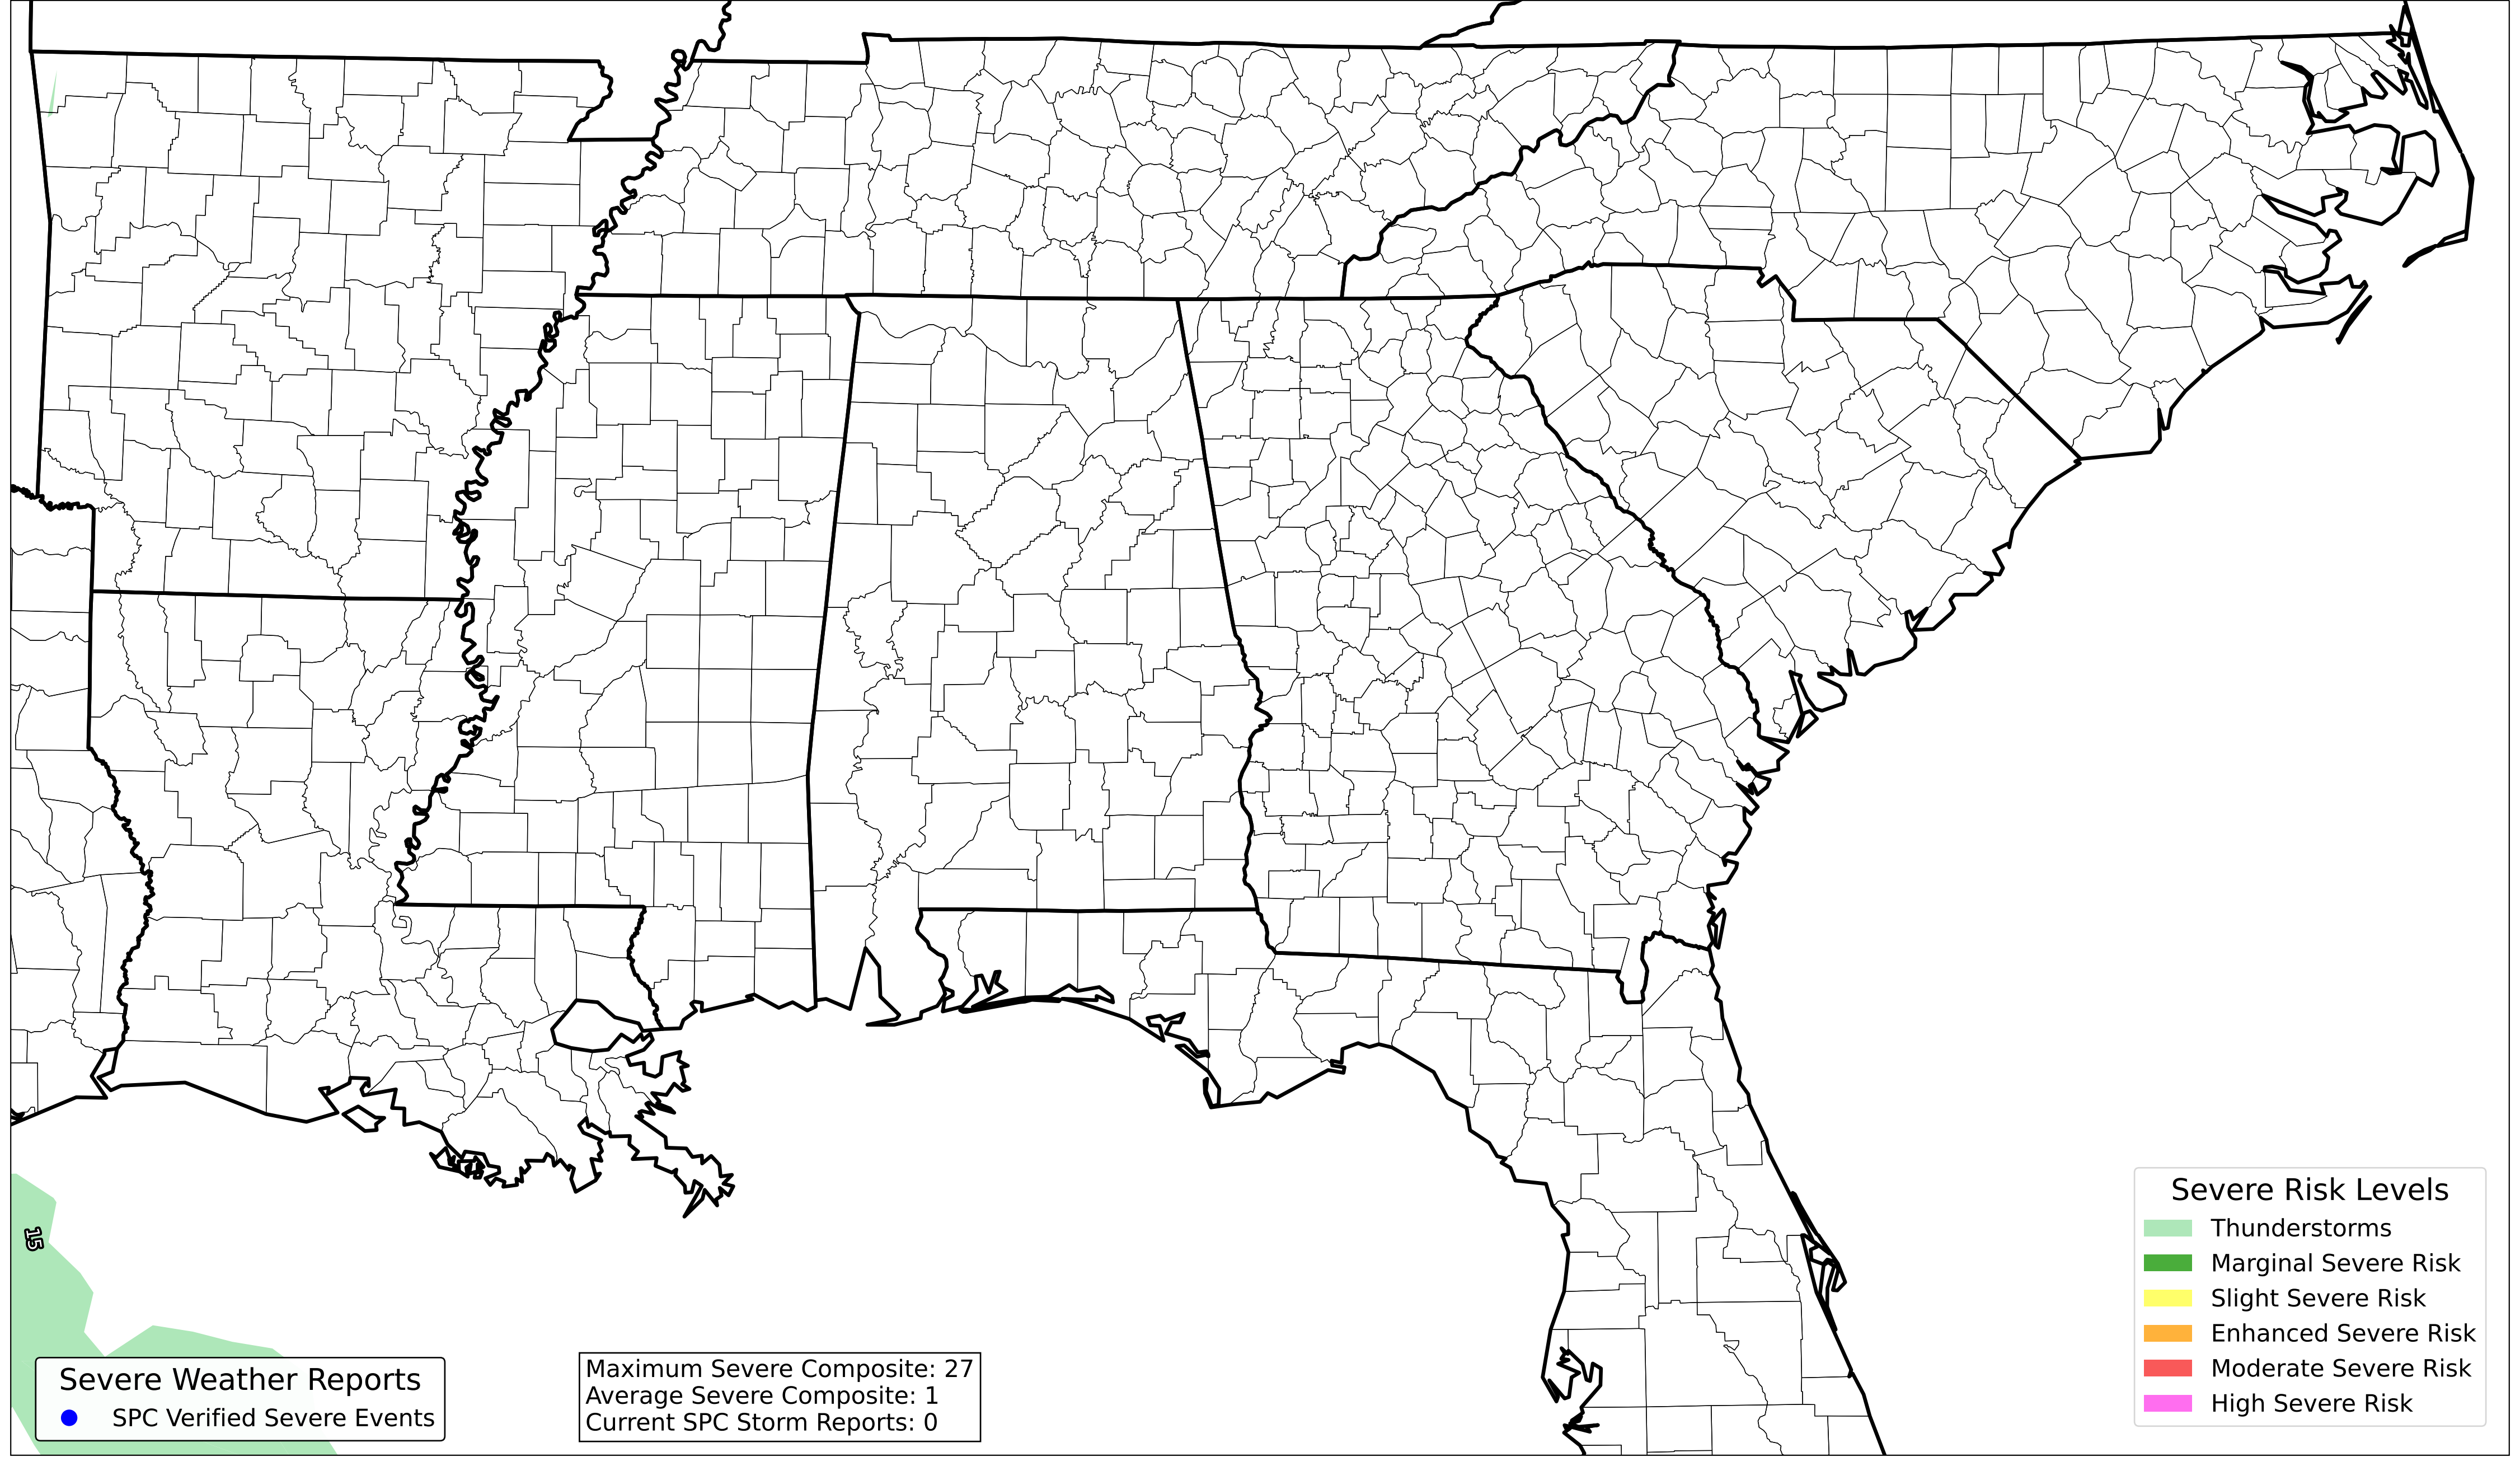 15
Severe Weather Reports
SPC Verified Severe Events
Maximum Severe Composite: 27
Average Severe Composite: 1
Current SPC Storm Reports: 0
Severe Risk Levels
Thunderstorms
Marginal Severe Risk
Slight Severe Risk
Enhanced Severe Risk
Moderate Severe Risk
High Severe Risk